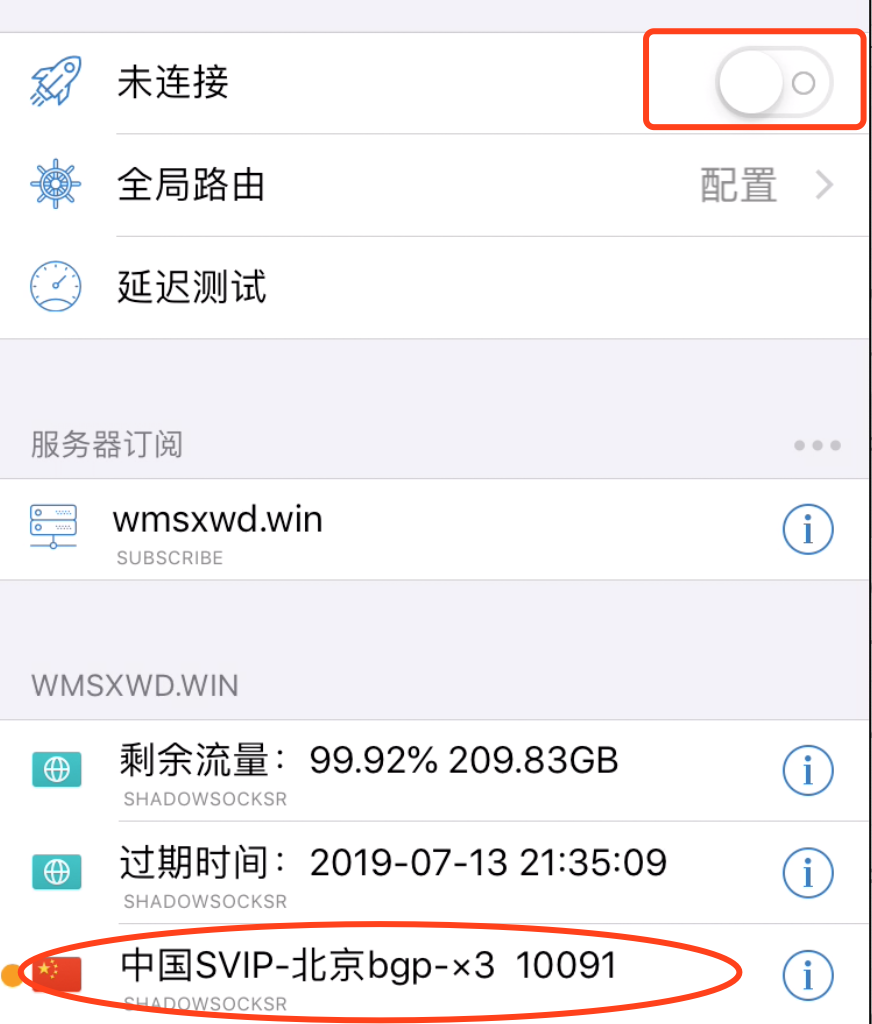 未连接
全局路由 配置
延迟测试
服务器订阅
wmsxwd.win
SUBSCRIBE
WMSXWD.WIN
剩余流量：99.92% 209.83GB
SHADOWSOCKSR
过期时间：2019-07-13 21:35:09
SHADOWSOCKSR
中国SVIP-北京bgp-×3 10091
SHADOWSOCKSR